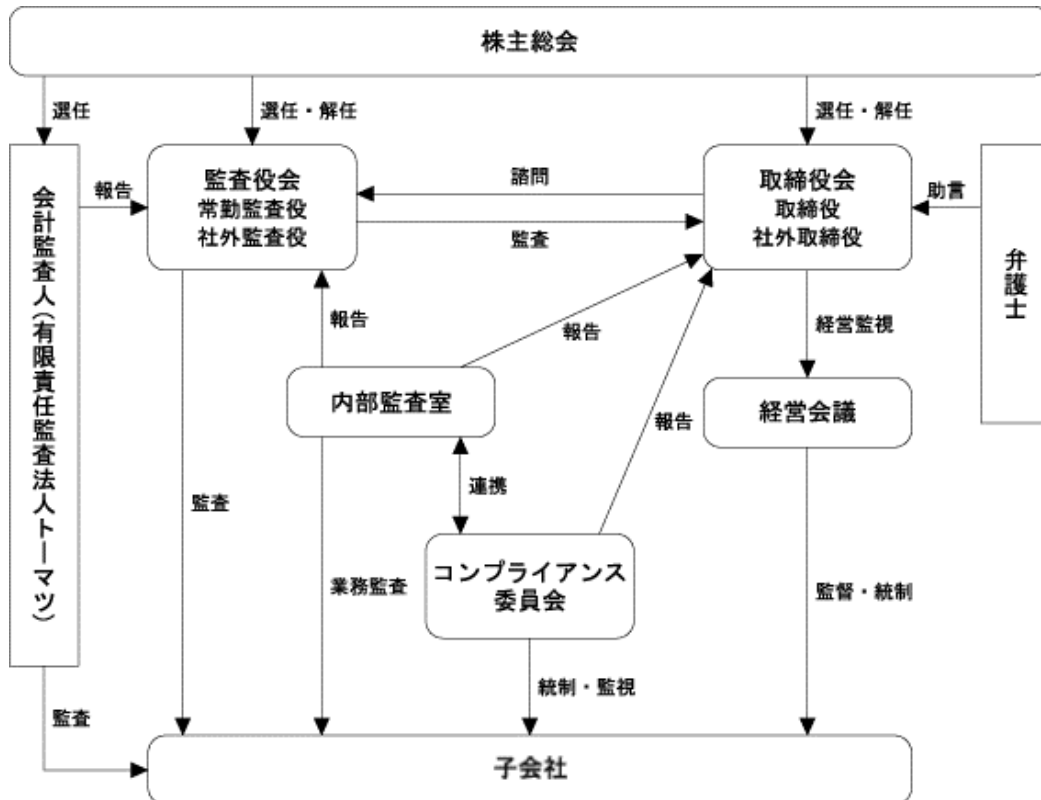 株主総会
選任
選任・解任
選任・解任
会計監査人(有限責任監査法人トーマツ)
報告
監査役会
常勤監査役
社外監査役
諮問
監査
取締役会
取締役
社外取締役
助言
弁護士
報告
報告
経営監視
内部監査室
経営会議
報告
連携
監査
業務監査
コンプライアンス
委員会
監督・統制
統制・監視
監査
子会社